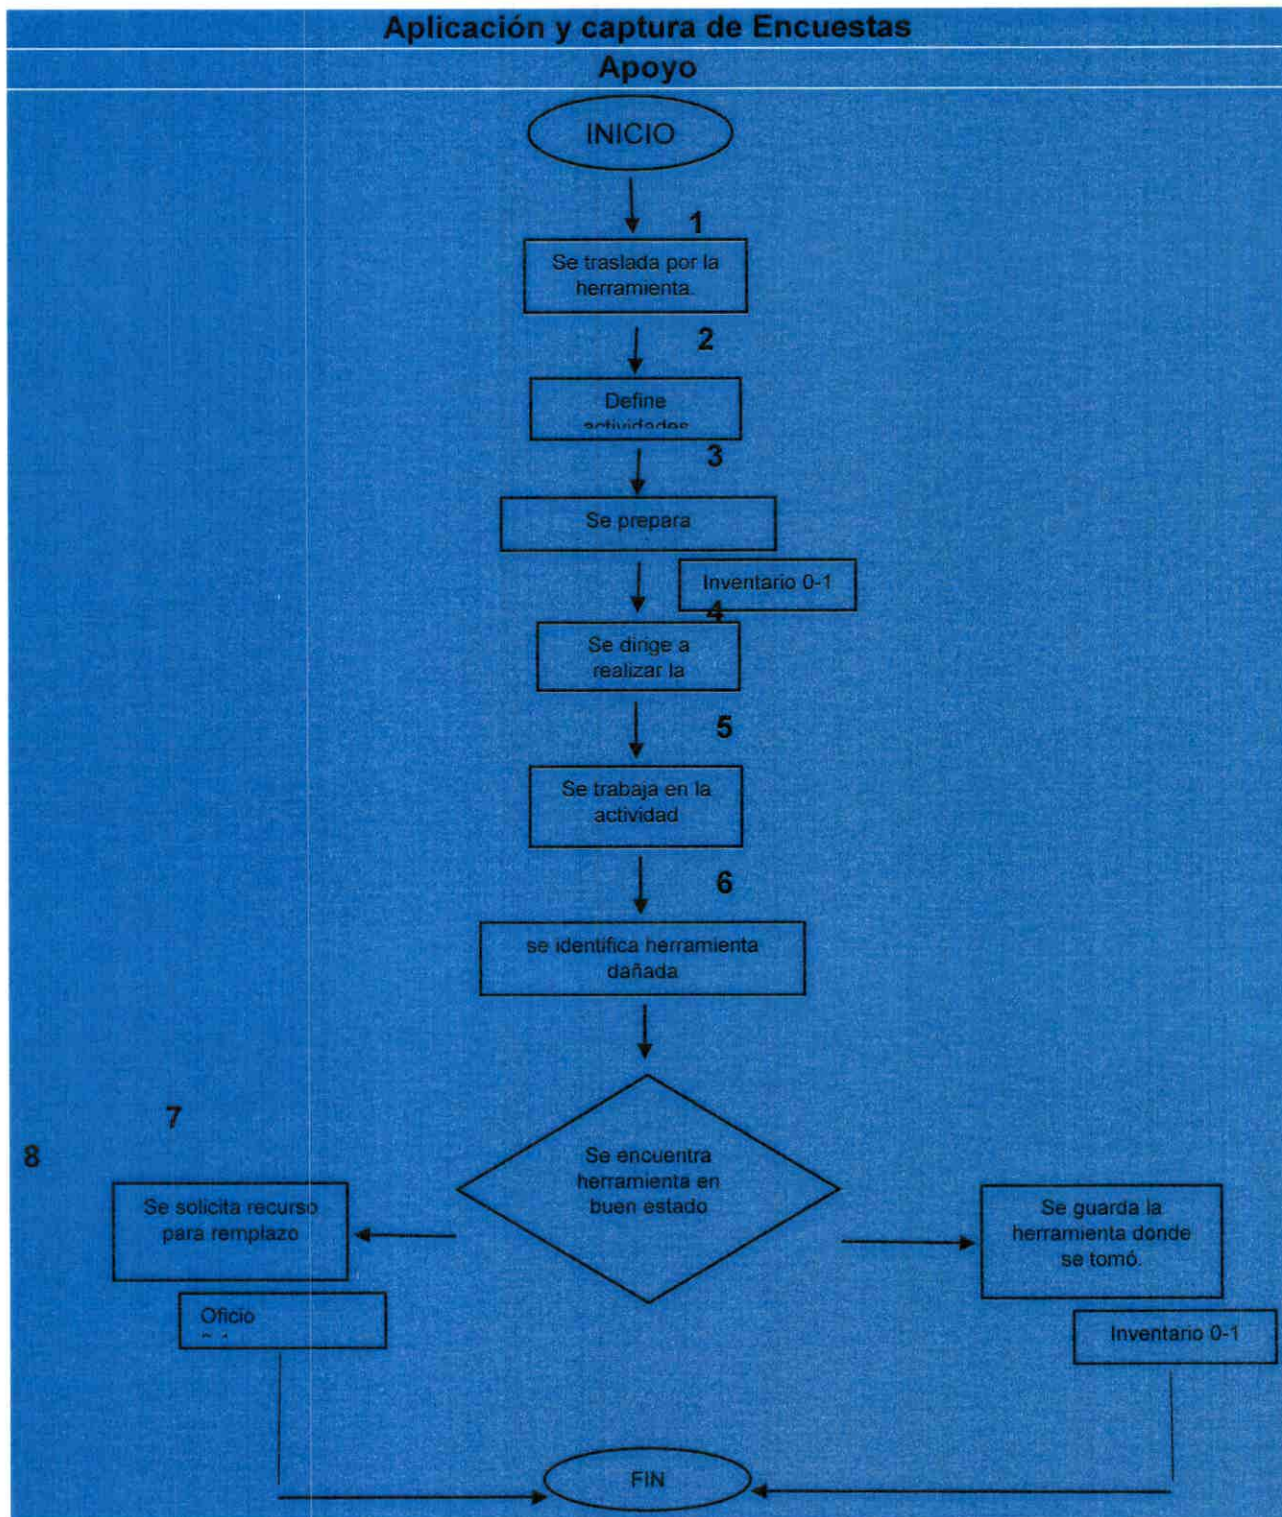 Aplicación y captura de Encuestas
Apoyo
INICIO
1
Se traslada por la
herramienta.
2
Define
actividades
3
Se prepara
Inventario 0-1
4
Se dirige a
realizar la
5
Se trabaja en la
actividad
6
se identifica herramienta
dañada
7
8
Se encuentra
herramienta en
buen estado
Se solicita recurso
para remplazo
Se guarda la
herramienta donde
se tomó.
Oficio
Inventario 0-1
FIN